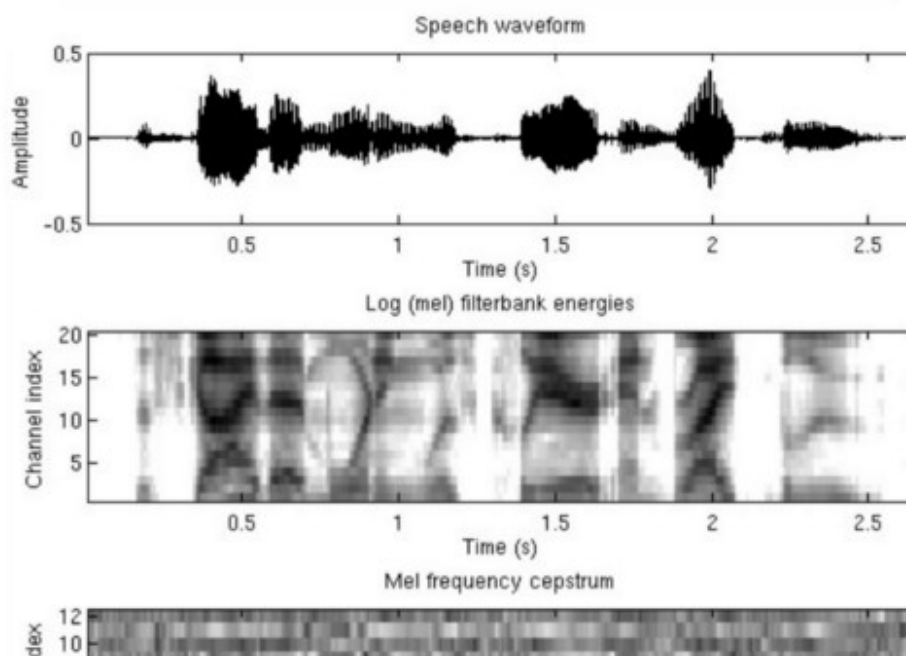 Speech waveform
0.5
0
-0.5
Amplitude
0.5 1 1.5 2 2.5
Time (s)
Log (mel) filterbank energies
20
15
10
5
Channel index
0.5 1 1.5 2 2.5
Time (s)
Mel frequency cepstrum
12
10